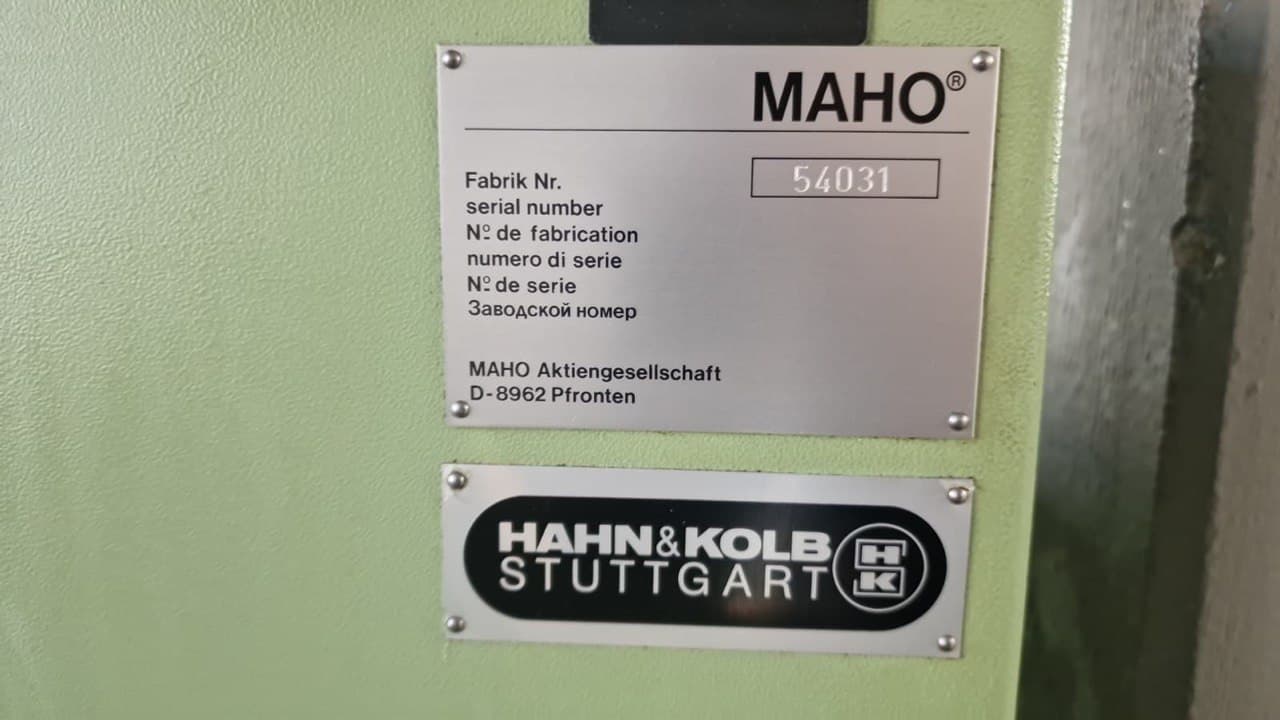 MAHO®
Fabrik Nr. 54031
serial number
Nº de fabrication
numero di serie
Nº de serie
Заводской номер
MAHO Aktiengesellschaft
D-8962 Pfronten
HAHN&KOLB
STUTTGART
H
K